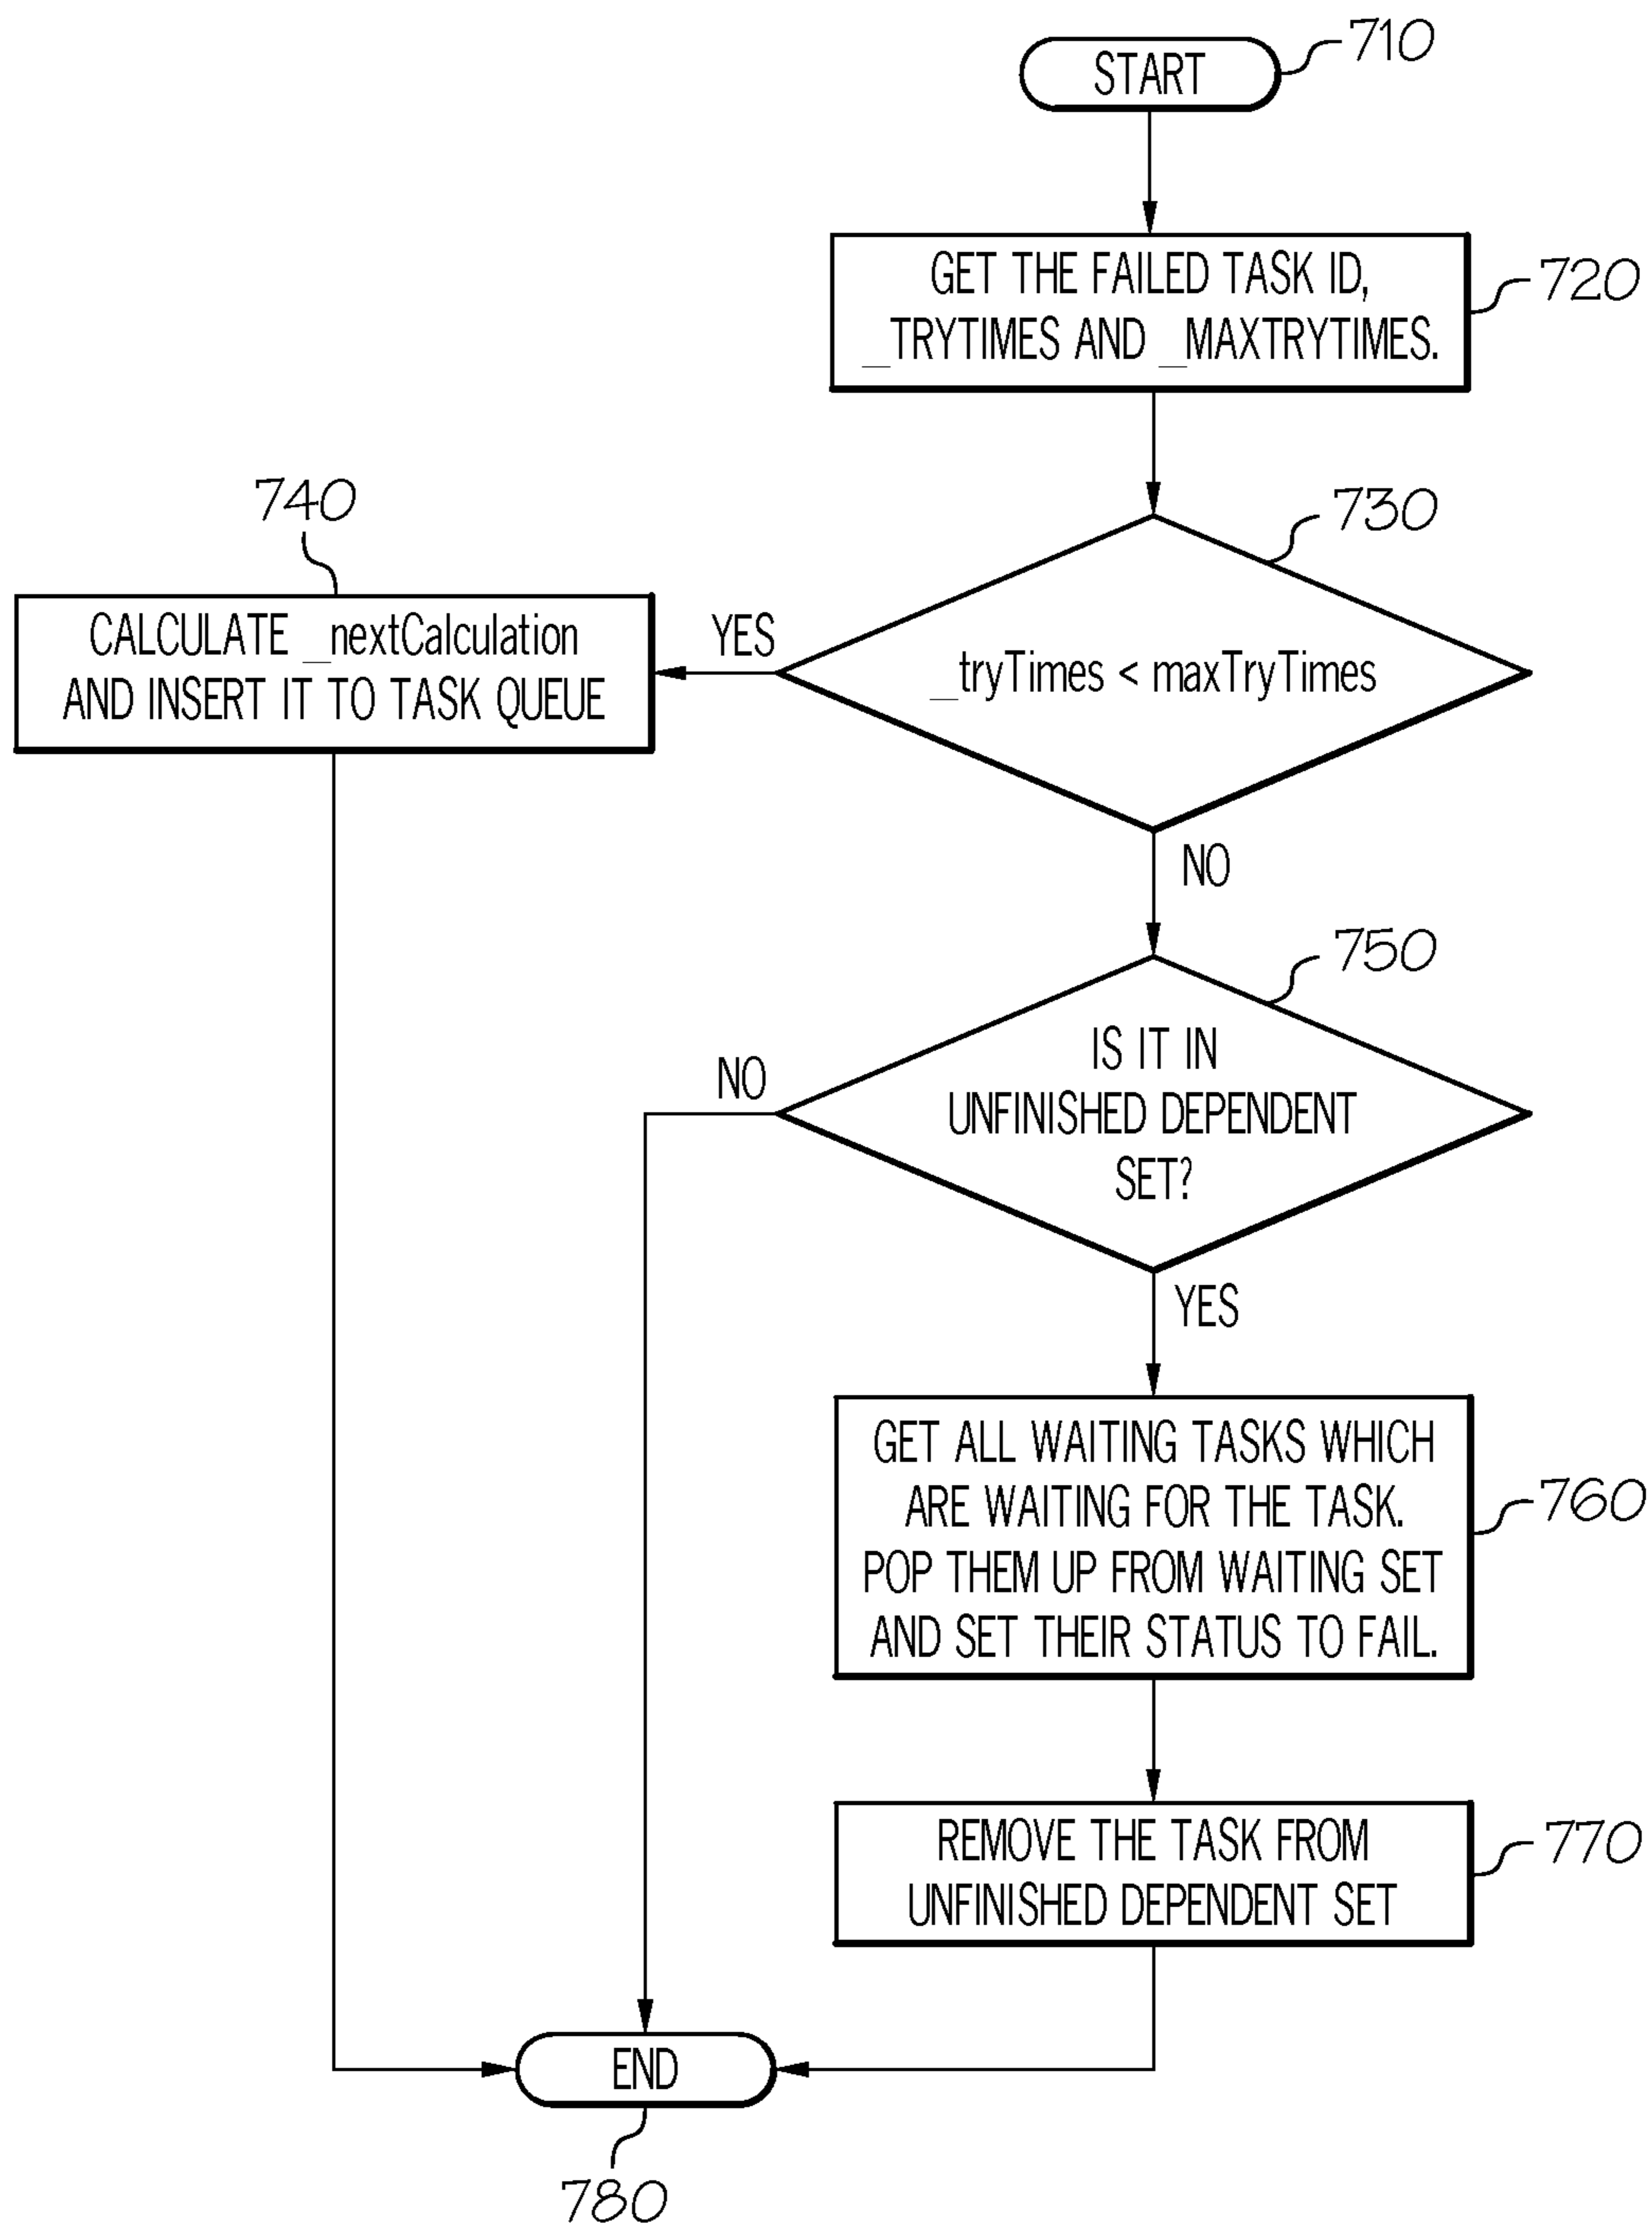 710
START
GET THE FAILED TASK ID,
_TRYTIMES AND _MAXTRYTIMES.
720
730
_tryTimes < maxTryTimes
YES
740
CALCULATE _nextCalculation
AND INSERT IT TO TASK QUEUE
NO
750
IS IT IN
UNFINISHED DEPENDENT
SET?
NO
YES
GET ALL WAITING TASKS WHICH
ARE WAITING FOR THE TASK.
POP THEM UP FROM WAITING SET
AND SET THEIR STATUS TO FAIL.
760
REMOVE THE TASK FROM
UNFINISHED DEPENDENT SET
770
END
780